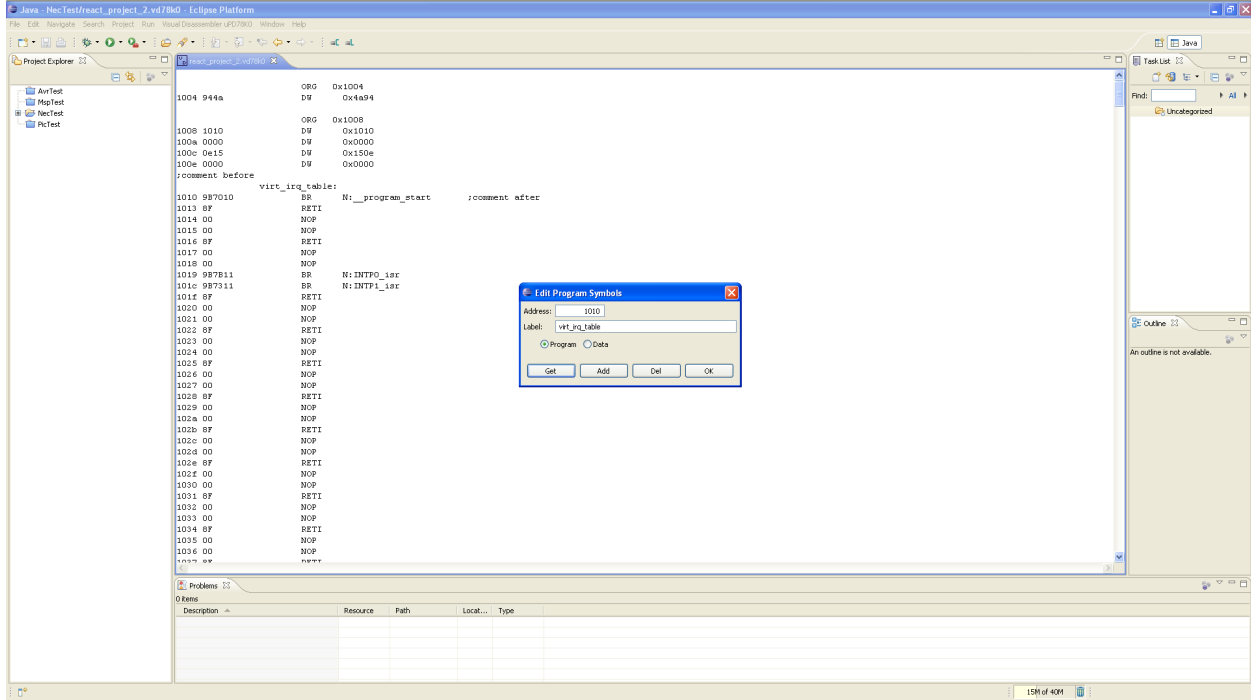 Java - NecTest/react_project_2.vd78k0 - Eclipse Platform
File Edit Navigate Search Project Run Visual Disassembler uPD78K0 Window Help
Java
Project Explorer
AvrTest
MspTest
NecTest
PicTest
react_project_2.vd78k0
ORG 0x1004
1004 944a DW 0x4a94
ORG 0x1008
1008 1010 DW 0x1010
100a 0000 DW 0x0000
100c 0e15 DW 0x150e
100e 0000 DW 0x0000
;comment before
virt_irq_table:
1010 9B7010 BR N:__program_start ;comment after
1013 8F RETI
1014 00 NOP
1015 00 NOP
1016 8F RETI
1017 00 NOP
1018 00 NOP
1019 9B7B11 BR N:INTP0_isr
101c 9B7311 BR N:INTP1_isr
101f 8F RETI
1020 00 NOP
1021 00 NOP
1022 8F RETI
1023 00 NOP
1024 00 NOP
1025 8F RETI
1026 00 NOP
1027 00 NOP
1028 8F RETI
1029 00 NOP
102a 00 NOP
102b 8F RETI
102c 00 NOP
102d 00 NOP
102e 8F RETI
102f 00 NOP
1030 00 NOP
1031 8F RETI
1032 00 NOP
1033 00 NOP
1034 8F RETI
1035 00 NOP
1036 00 NOP
1037 8F RETI
Edit Program Symbols
Address: 1010
Label: virt_irq_table
Program Data
Get Add Del OK
Task List
Find: All
Uncategorized
Outline
An outline is not available.
Problems
0 items
Description Resource Path Locat... Type
15M of 40M